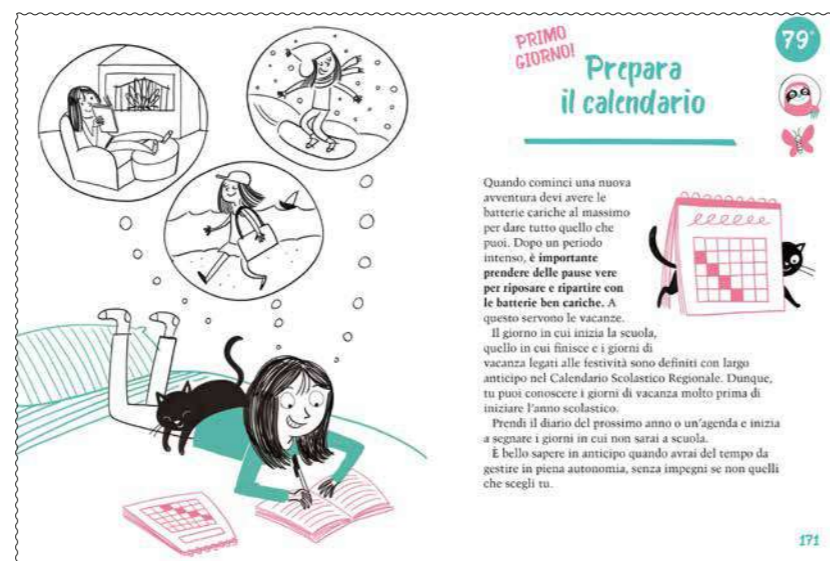 PRIMO
GIORNO!
79°
Prepara
il calendario
Quando cominci una nuova
avventura devi avere le
batterie cariche al massimo
per dare tutto quello che
puoi. Dopo un periodo
intenso, è importante
prendere delle pause vere
per riposare e ripartire con
le batterie ben cariche. A
questo servono le vacanze.
Il giorno in cui inizia la scuola,
quello in cui finisce e i giorni di
vacanza legati alle festività sono definiti con largo
anticipo nel Calendario Scolastico Regionale. Dunque,
tu puoi conoscere i giorni di vacanza molto prima di
iniziare l'anno scolastico.
Prendi il diario del prossimo anno o un'agenda e inizia
a segnare i giorni in cui non sarai a scuola.
È bello sapere in anticipo quando avrai del tempo da
gestire in piena autonomia, senza impegni se non quelli
che scegli tu.
171